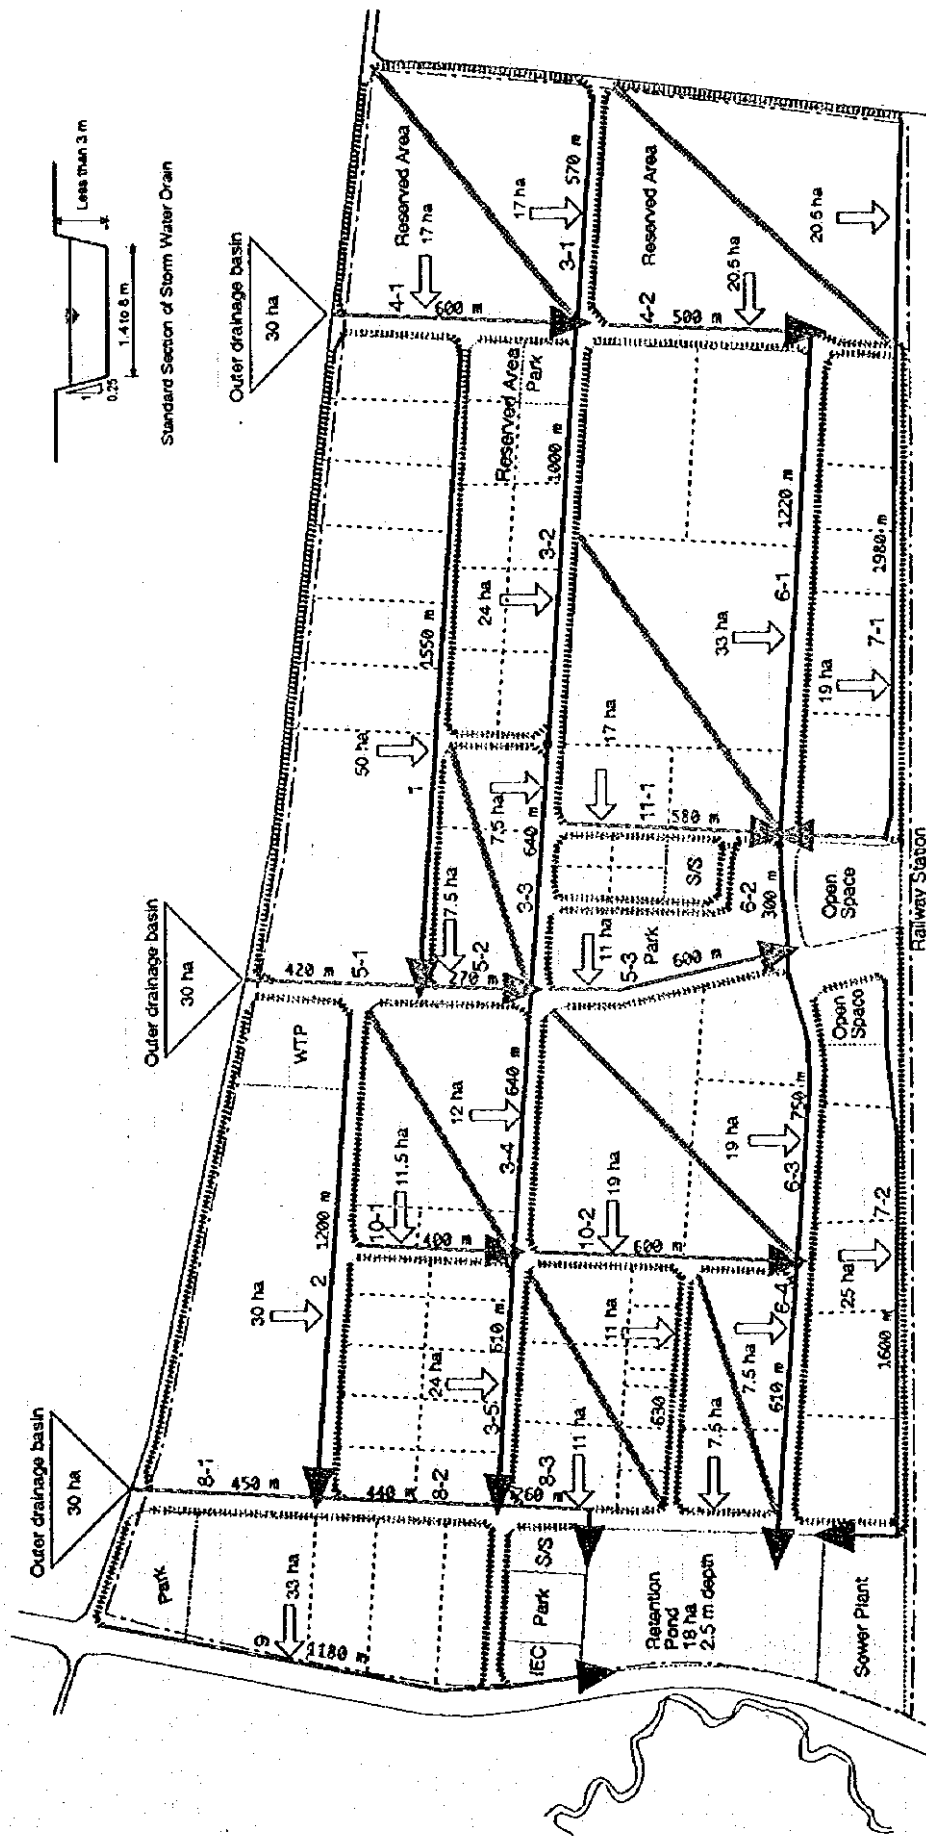 Less than 3 m
1.4 to 8 m
1
0.25
Standard Section of Storm Water Drain
Outer drainage basin
30 ha
Outer drainage basin
30 ha
Outer drainage basin
30 ha
Reserved Area
17 ha
4-1
600 m
17 ha
3-1
570 m
Reserved Area
4-2
500 m
20.5 ha
20.5 ha
Reserved Area
Park
1000 m
3-2
24 ha
1550 m
50 ha
1
7.5 ha
640 m
3-3
7.5 ha
5-2
270 m
420 m
5-1
WTP
17 ha
11-1
580 m
S/S
33 ha
6-1
1220 m
19 ha
7-1
1980 m
6-2
300 m
Open
Space
Railway Station
11 ha
5-3
Park
600 m
Open
Space
12 ha
640 m
3-4
11.5 ha
10-1
400 m
1200 m
2
30 ha
19 ha
10-2
600 m
19 ha
750 m
6-3
7-2
25 ha
1600 m
6-4
7.5 ha
610 m
11 ha
630
7.5 ha
24 ha
610 m
3-5
8-1
450 m
440 m
8-2
8-3
260 m
11 ha
Park
33 ha
9
1180 m
S/S
Park
IEC
Retention
Pond
18 ha
2.5 m depth
Sewer Plant